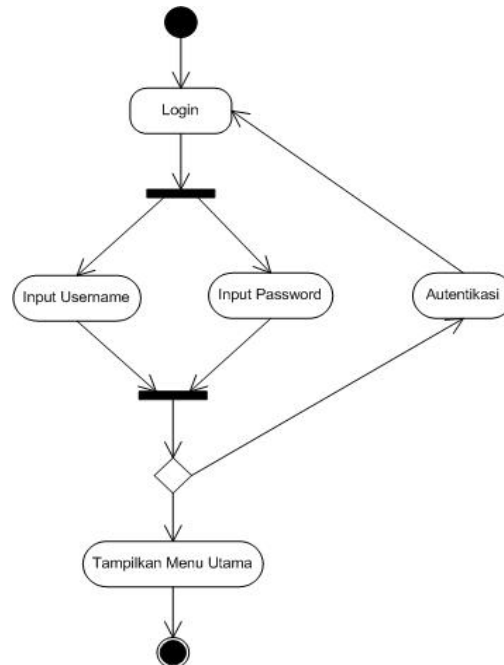 Login
Input Username
Input Password
Autentikasi
Tampilkan Menu Utama